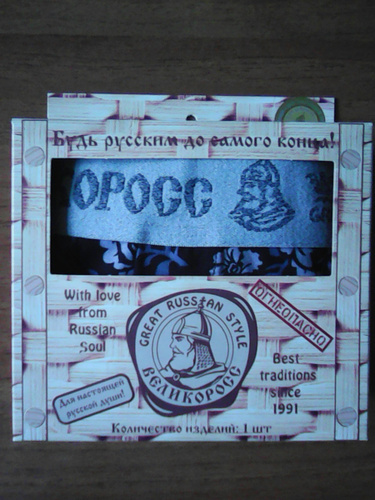 Будь русским до самого конца!
ОРОСС
With love
from
Russian
Soul
GREAT RUSSIAN STYLE
ВЕЛИКОРОСС
ОГНЕОПАСНО
Best
traditions
since
1991
Для настоящей
русской души!
Количество изделий: 1 шт